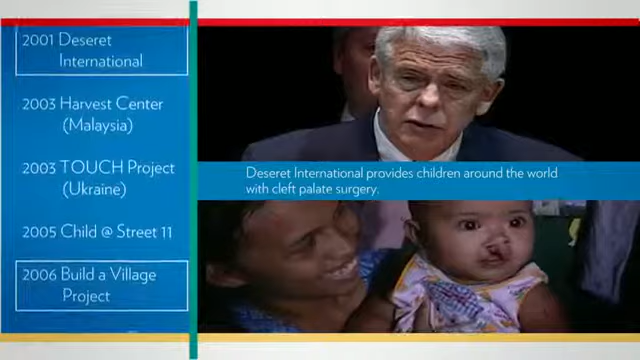 2001 Deseret
International
2003 Harvest Center
(Malaysia)
2003 TOUCH Project
(Ukraine)
2005 Child @ Street 11
2006 Build a Village
Project
Deseret International provides children around the world
with cleft palate surgery.